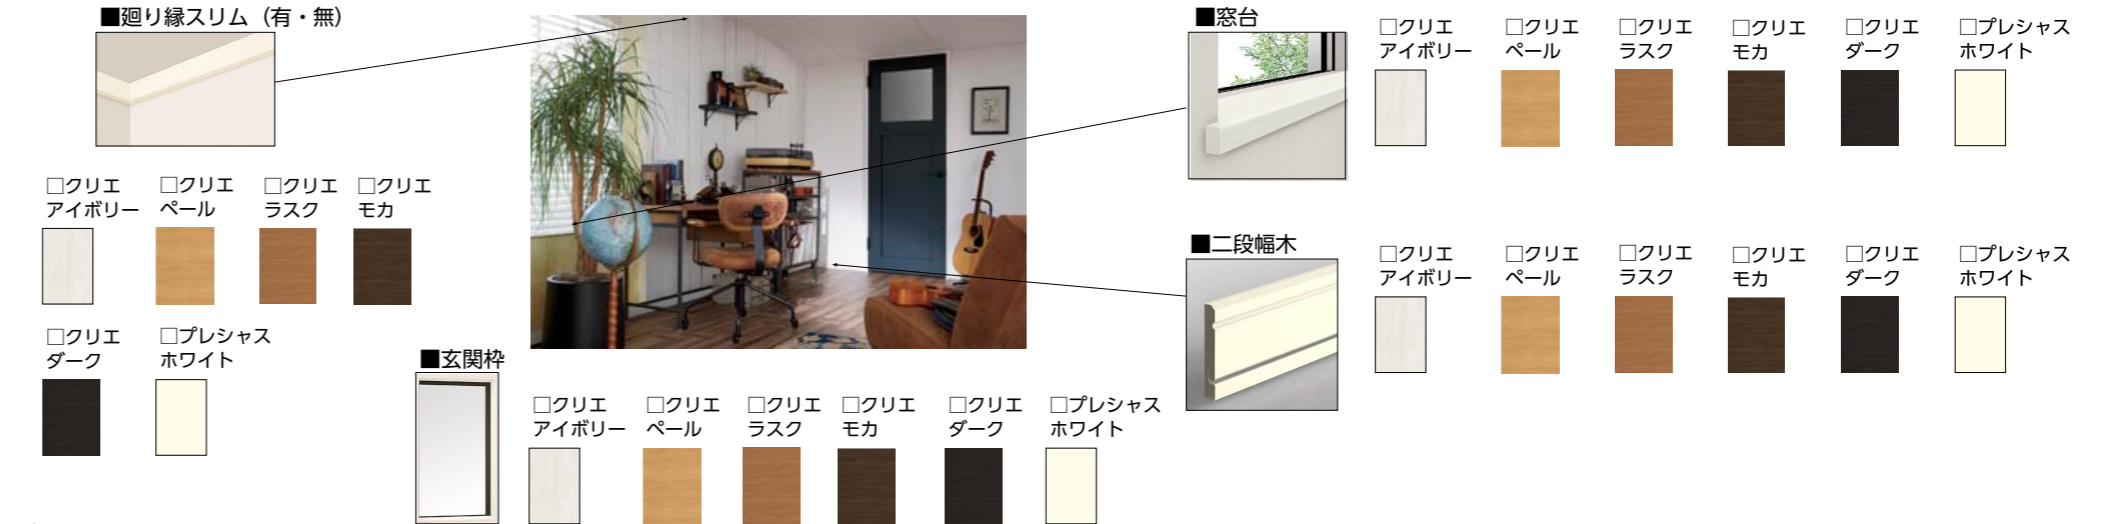 ■廻り縁スリム（有・無）
□クリエ
アイボリー
□クリエ
ペール
□クリエ
ラスク
□クリエ
モカ
□クリエ
ダーク
□プレシャス
ホワイト
■玄関枠
□クリエ
アイボリー
□クリエ
ペール
□クリエ
ラスク
□クリエ
モカ
□クリエ
ダーク
□プレシャス
ホワイト
■窓台
□クリエ
アイボリー
□クリエ
ペール
□クリエ
ラスク
□クリエ
モカ
□クリエ
ダーク
□プレシャス
ホワイト
■二段幅木
□クリエ
アイボリー
□クリエ
ペール
□クリエ
ラスク
□クリエ
モカ
□クリエ
ダーク
□プレシャス
ホワイト